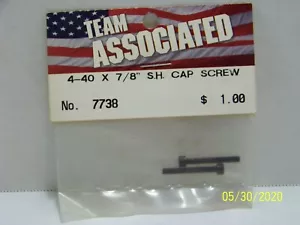 TEAM
ASSOCIATED
4-40 X 7/8" S.H. CAP SCREW
No. 7738 $ 1.00
05/30/2020